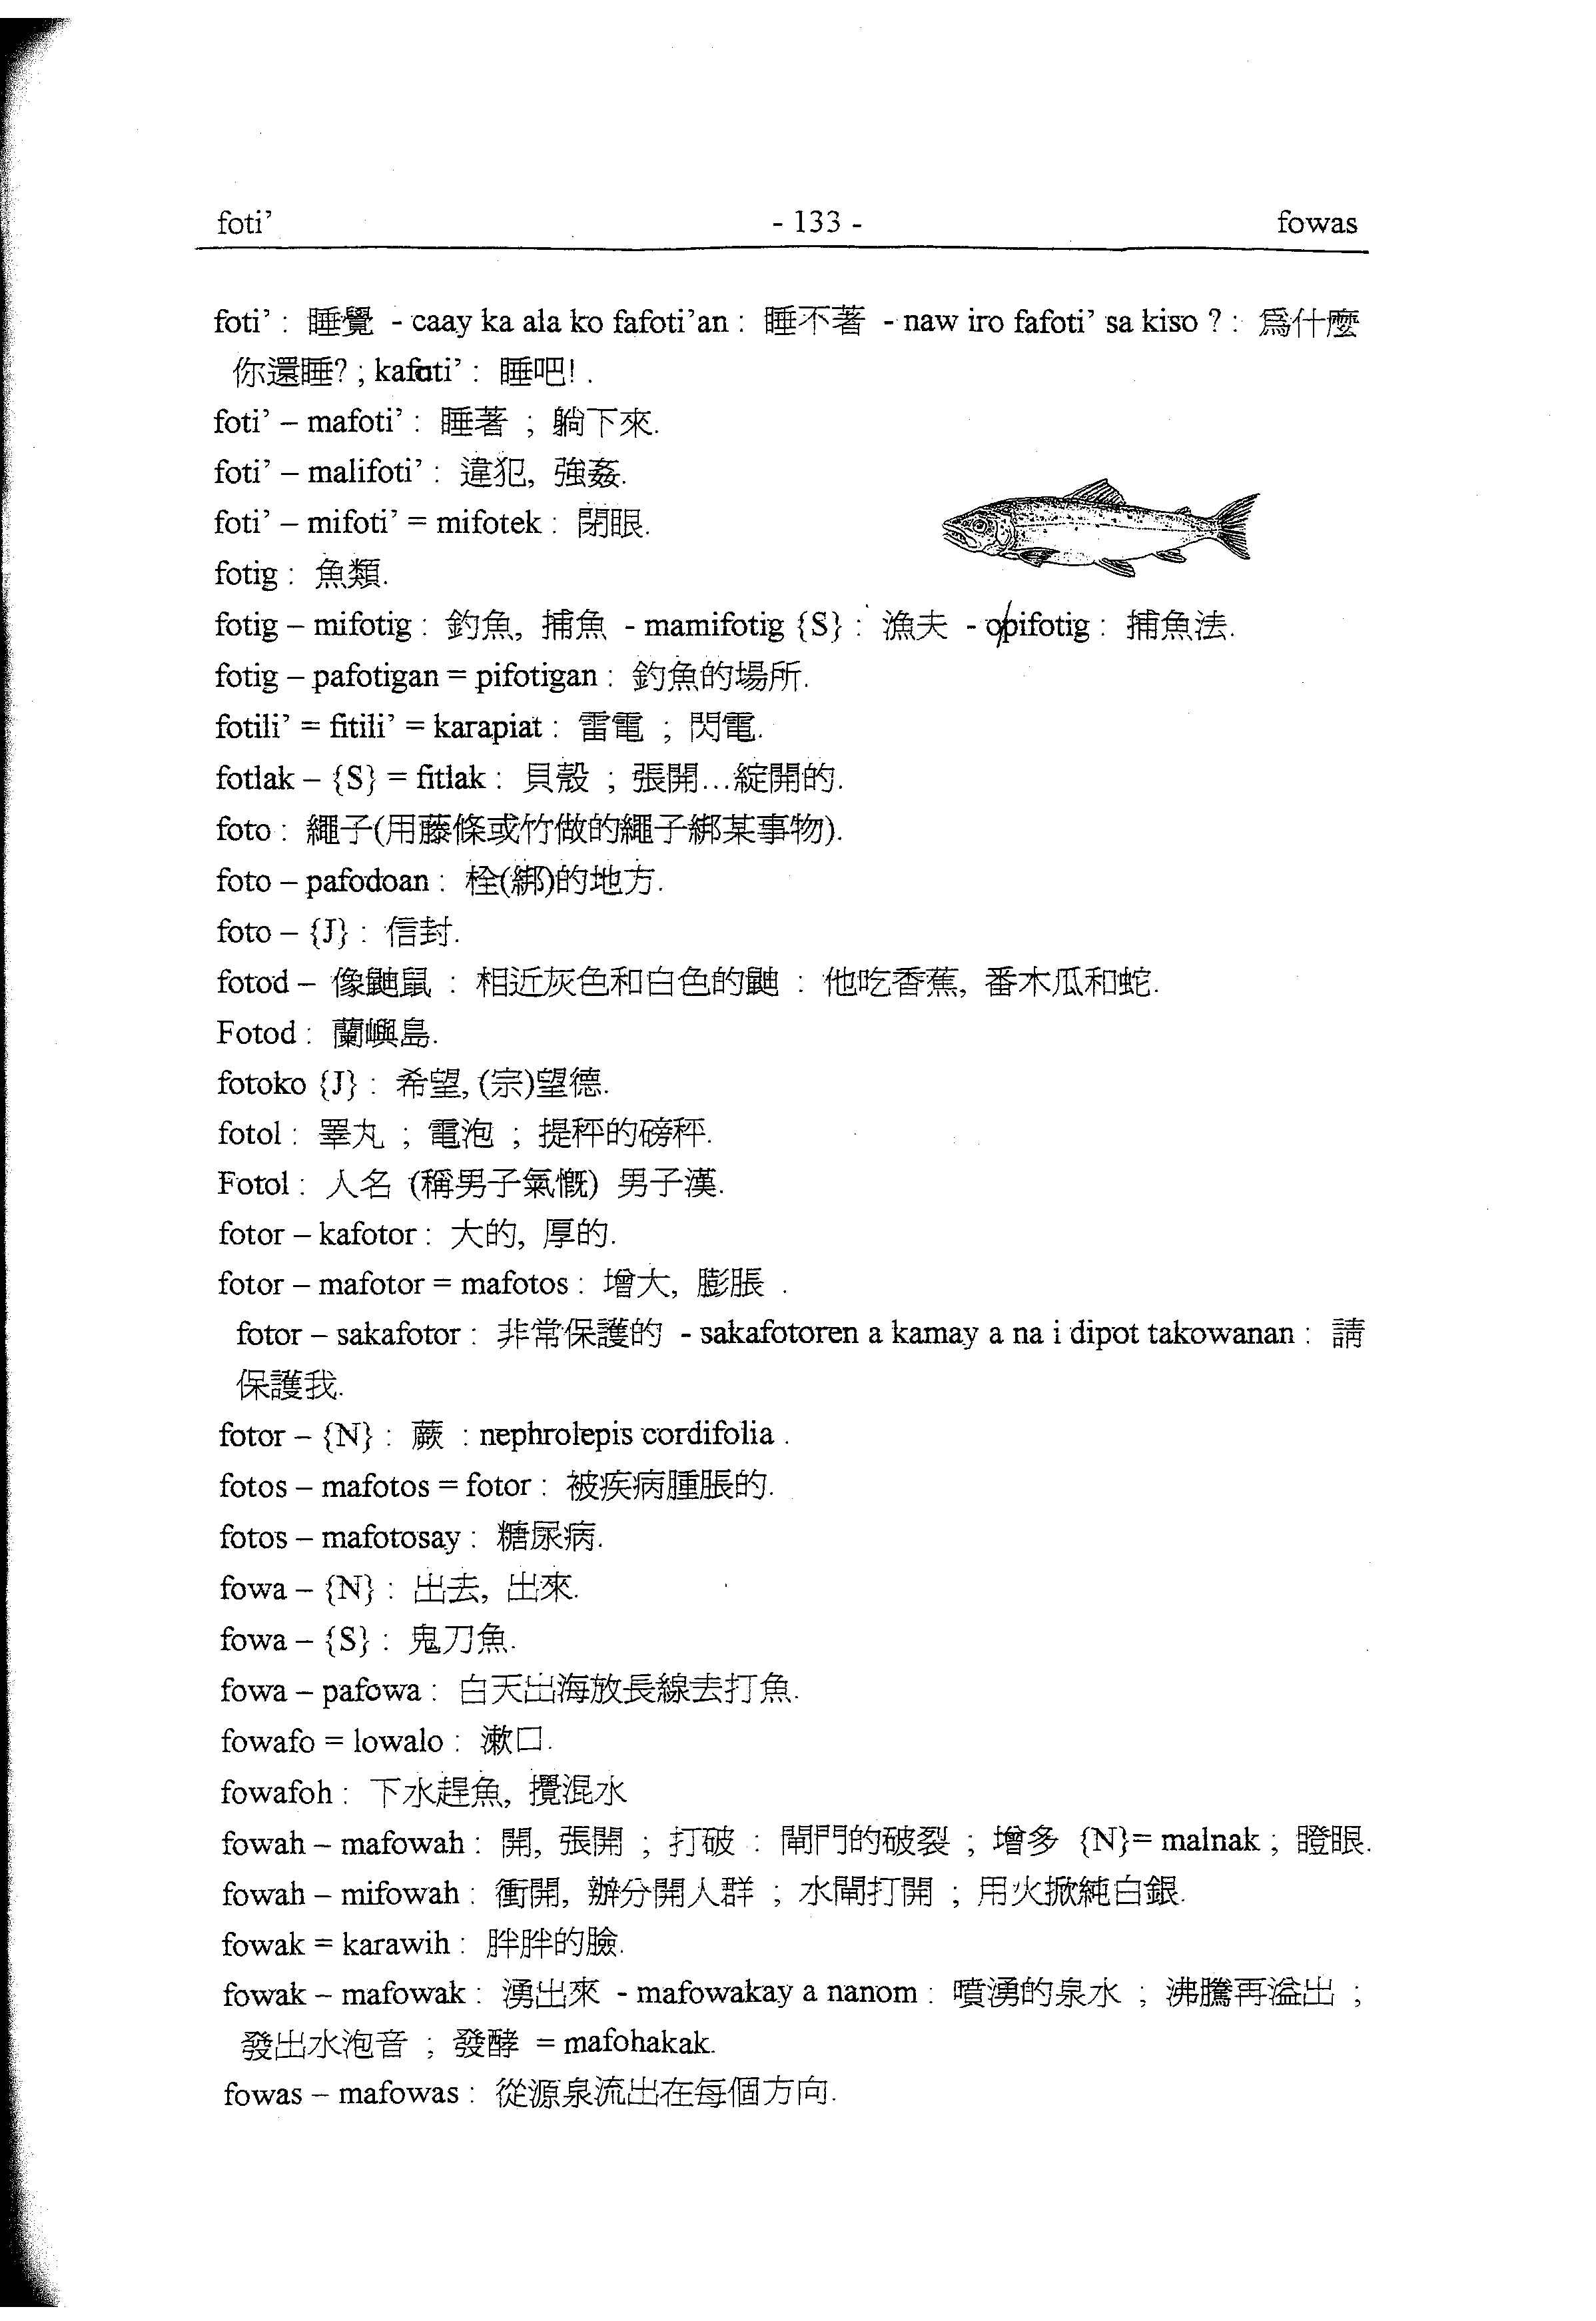 foti’ - 133 - fowas
foti’ : 睡覺 - caay ka ala ko fafoti’an : 睡不著 - naw iro fafoti’ sa kiso ? : 爲什麼
你還睡? ; kafoti’ : 睡吧! .
foti’ – mafoti’ : 睡著 ; 躺下來.
foti’ – malifoti’ : 違犯, 強姦.
foti’ – mifoti’ = mifotek : 閉眼.
fotig : 魚類.
fotig – mifotig : 釣魚, 捕魚 - mamifotig {S} : 漁夫 - opifotig : 捕魚法.
fotig – pafotigan = pifotigan : 釣魚的場所.
fotili’ = fitili’ = karapiat : 雷電 ; 閃電.
fotlak – {S} = fitlak : 貝殼 ; 張開…綻開的.
foto : 繩子(用藤條或竹做的繩子綁某事物).
foto – pafodoan : 栓(綁)的地方.
foto – {J} : 信封.
fotod – 像鼬鼠 : 相近灰色和白色的鼬 : 他吃香蕉, 番木瓜和蛇.
Fotod : 蘭嶼島.
fotoko {J} : 希望, (宗)望德.
fotol : 睪丸 ; 電泡 ; 提秤的磅秤.
Fotol : 人名 (稱男子氣慨) 男子漢.
fotor – kafotor : 大的, 厚的.
fotor – mafotor = mafotos : 增大, 膨脹 .
fotor – sakafotor : 非常保護的 - sakafotoren a kamay a na i dipot takowanan : 請
保護我.
fotor – {N} : 蕨 : nephrolepis cordifolia .
fotos – mafotos = fotor : 被疾病腫脹的.
fotos – mafotosay : 糖尿病.
fowa – {N} : 出去, 出來.
fowa – {S} : 鬼刀魚.
fowa – pafowa : 白天出海放長線去打魚.
fowafo = lowalo : 漱口.
fowafoh : 下水趕魚, 攪混水
fowah – mafowah : 開, 張開 ; 打破 : 閘門的破裂 ; 增多 {N}= malnak ; 瞪眼.
fowah – mifowah : 衝開, 辦分開人群 ; 水閘打開 ; 用火掀純白銀.
fowak = karawih : 胖胖的臉.
fowak – mafowak : 湧出來 - mafowakay a nanom : 噴湧的泉水 ; 沸騰再溢出 ;
發出水泡音 ; 發酵 = mafohakak.
fowas – mafowas : 從源泉流出在每個方向.